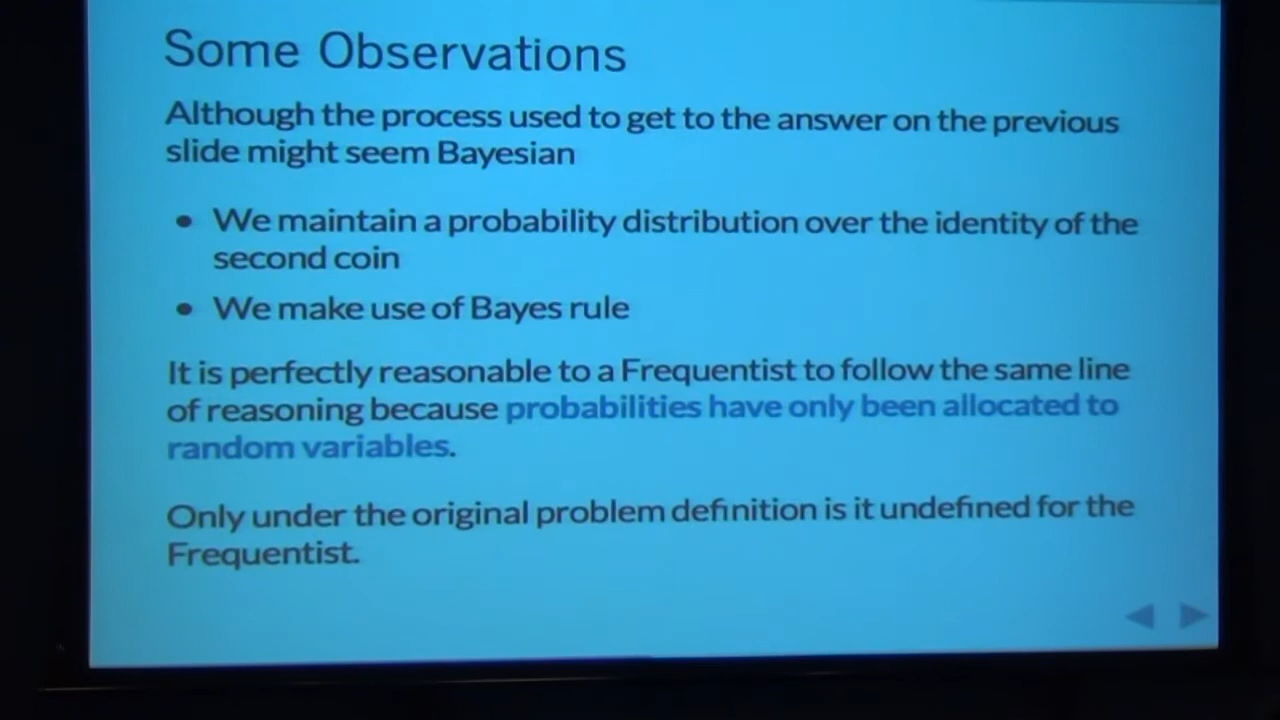 Some Observations
Although the process used to get to the answer on the previous
slide might seem Bayesian
• We maintain a probability distribution over the identity of the
second coin
• We make use of Bayes rule
It is perfectly reasonable to a Frequentist to follow the same line
of reasoning because probabilities have only been allocated to
random variables.
Only under the original problem definition is it undefined for the
Frequentist.